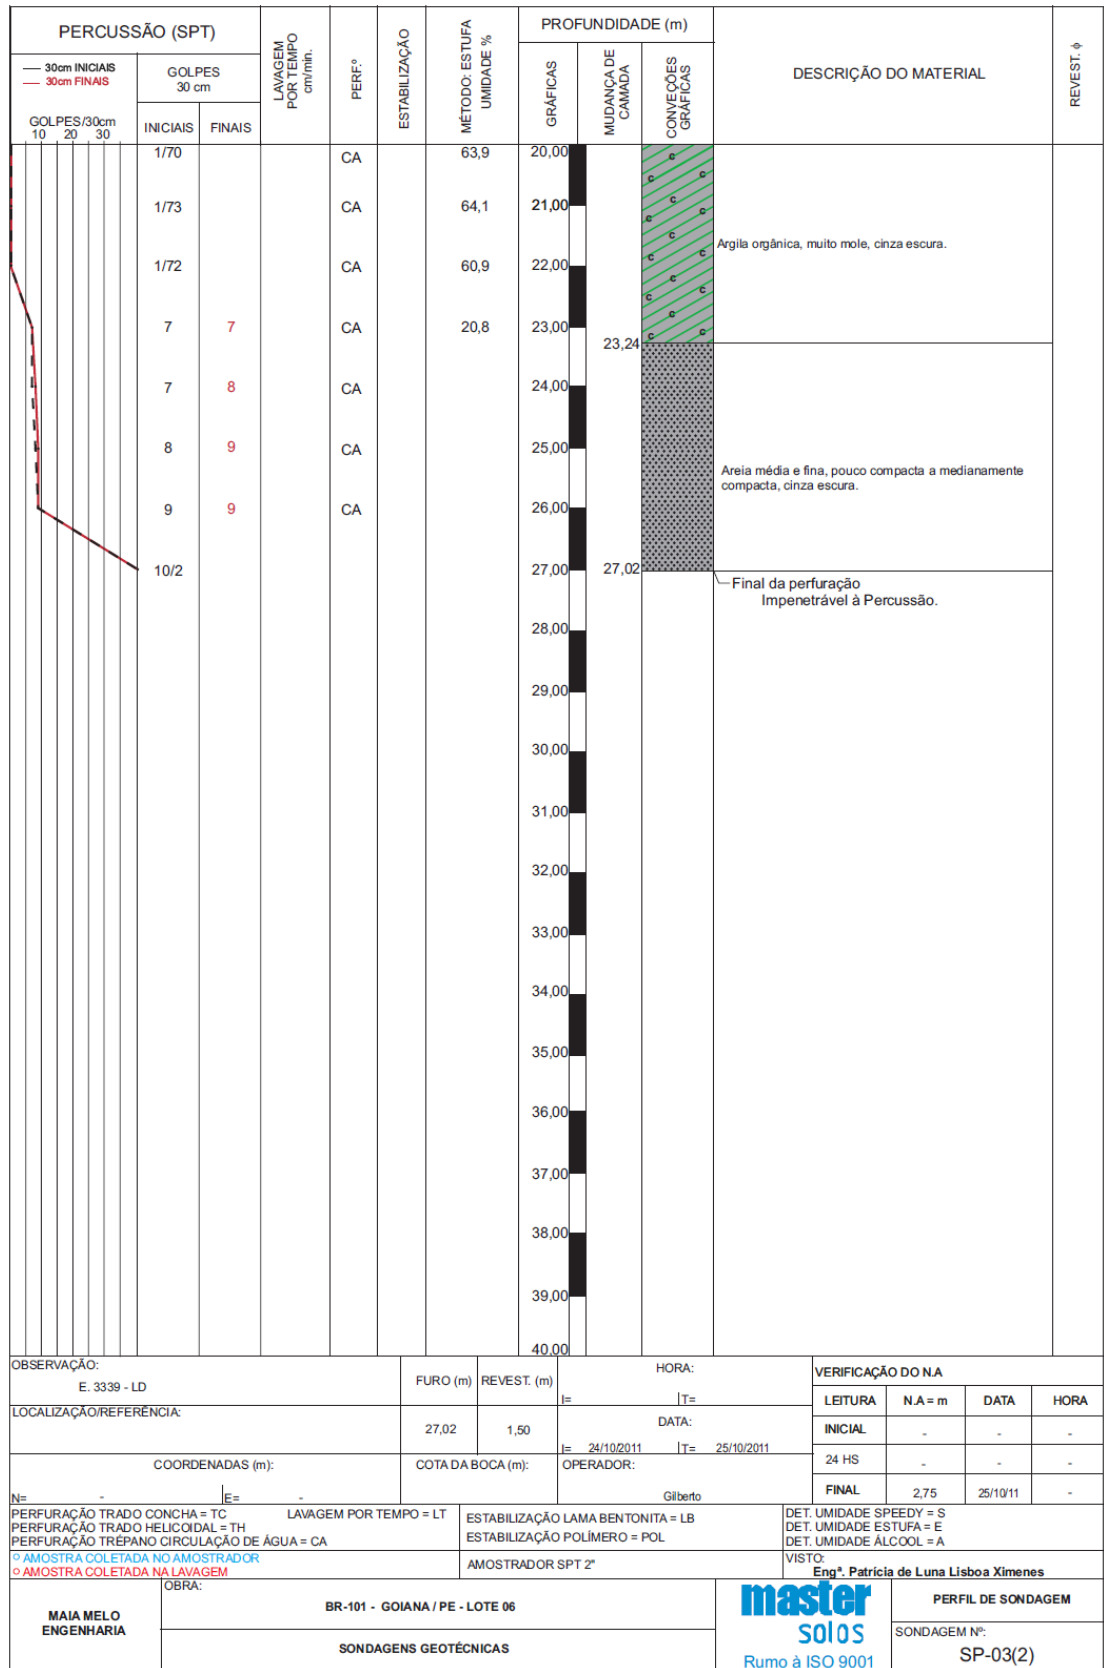 PERCUSSÃO (SPT)
30cm INICIAIS
30cm FINAIS
GOLPES/30cm
10 20 30
GOLPES
30 cm
INICIAIS FINAIS
LAVAGEM
POR TEMPO
cm/min.
PERF.º
ESTABILIZAÇÃO
MÉTODO: ESTUFA
UMIDADE %
PROFUNDIDADE (m)
GRÁFICAS
MUDANÇA DE
CAMADA
CONVEÇÕES
GRÁFICAS
DESCRIÇÃO DO MATERIAL
REVEST. ϕ
1/70 CA 63,9 20,00
1/73 CA 64,1 21,00
Argila orgânica, muito mole, cinza escura.
1/72 CA 60,9 22,00
7 7 CA 20,8 23,00
23,24
7 8 CA 24,00
8 9 CA 25,00
Areia média e fina, pouco compacta a medianamente
compacta, cinza escura.
9 9 CA 26,00
10/2 27,00 27,02
Final da perfuração
Impenetrável à Percussão.
28,00
29,00
30,00
31,00
32,00
33,00
34,00
35,00
36,00
37,00
38,00
39,00
40,00
OBSERVAÇÃO:
E. 3339 - LD
FURO (m) REVEST. (m)
HORA:
I= T=
VERIFICAÇÃO DO N.A
LEITURA N.A = m DATA HORA
LOCALIZAÇÃO/REFERÊNCIA:
27,02 1,50
DATA:
I= 24/10/2011 T= 25/10/2011
INICIAL - - -
24 HS - - -
FINAL 2,75 25/10/11 -
COORDENADAS (m):
N= - E= -
COTA DA BOCA (m):
OPERADOR:
Gilberto
PERFURAÇÃO TRADO CONCHA = TC LAVAGEM POR TEMPO = LT
PERFURAÇÃO TRADO HELICOIDAL = TH
PERFURAÇÃO TRÉPANO CIRCULAÇÃO DE ÁGUA = CA
ESTABILIZAÇÃO LAMA BENTONITA = LB
ESTABILIZAÇÃO POLÍMERO = POL
DET. UMIDADE SPEEDY = S
DET. UMIDADE ESTUFA = E
DET. UMIDADE ÁLCOOL = A
AMOSTRA COLETADA NO AMOSTRADOR
AMOSTRA COLETADA NA LAVAGEM
AMOSTRADOR SPT 2"
VISTO:
Engª. Patrícia de Luna Lisboa Ximenes
MAIA MELO
ENGENHARIA
OBRA:
BR-101 - GOIANA / PE - LOTE 06
SONDAGENS GEOTÉCNICAS
master
solos
Rumo à ISO 9001
PERFIL DE SONDAGEM
SONDAGEM Nº:
SP-03(2)